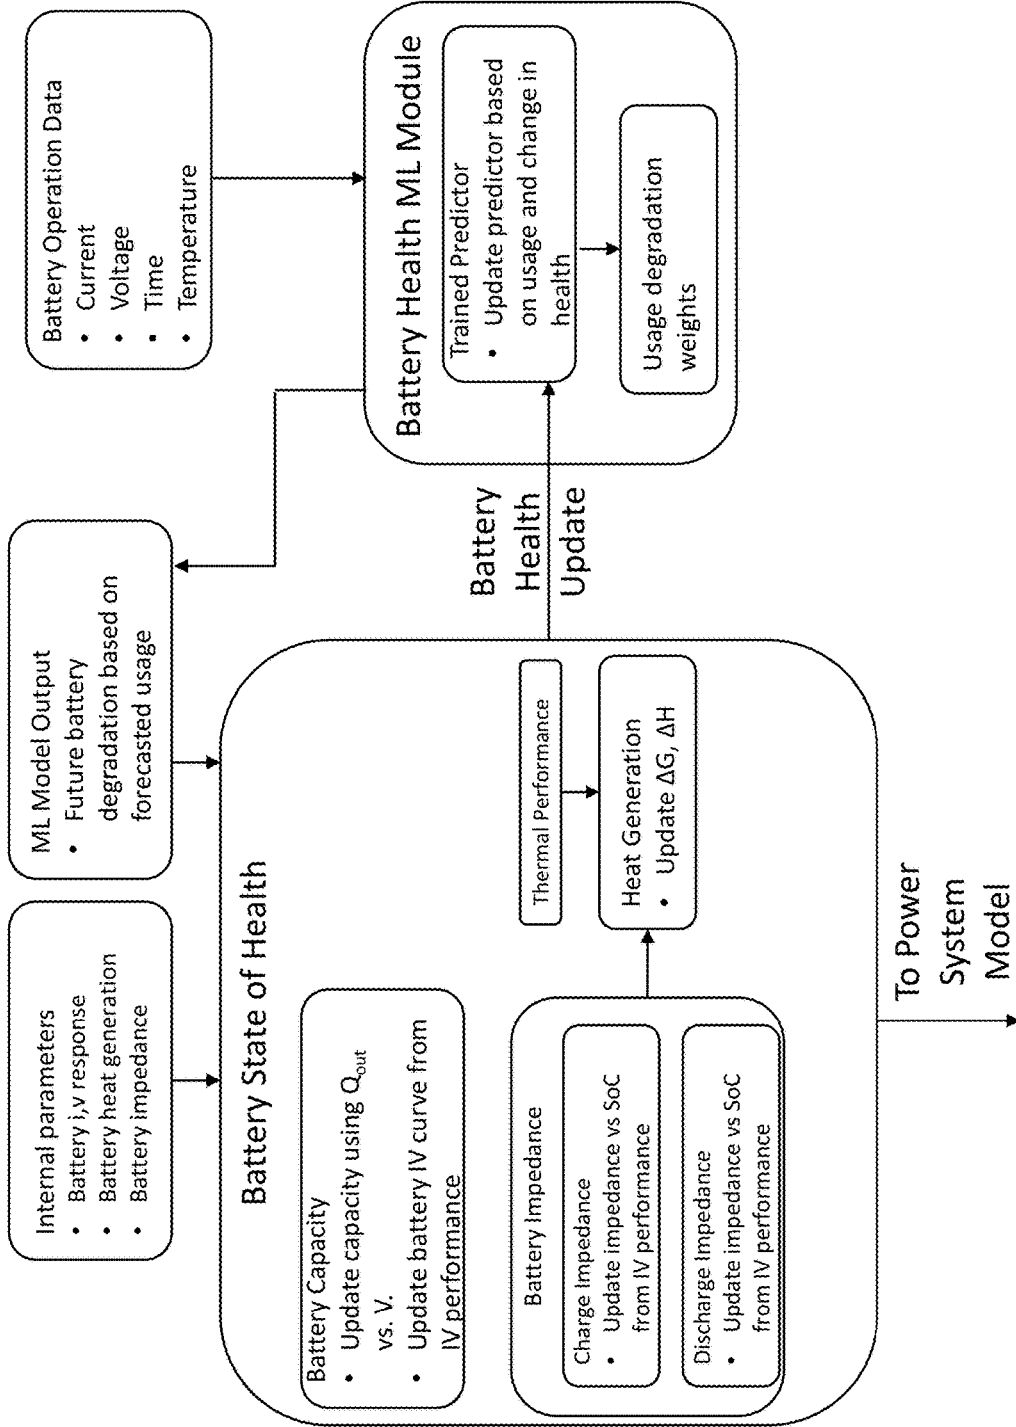 Internal parameters
• Battery i,v response
• Battery heat generation
• Battery impedance
ML Model Output
• Future battery
degradation based on
forecasted usage
Battery Operation Data
• Current
• Voltage
• Time
• Temperature
Battery State of Health
Battery Capacity
• Update capacity using Qout
vs. V.
• Update battery IV curve from
IV performance
Battery Impedance
Charge Impedance
• Update impedance vs SoC
from IV performance
Discharge Impedance
• Update impedance vs SoC
from IV performance
Thermal Performance
Heat Generation
• Update ΔG, ΔH
Battery
Health
Update
Battery Health ML Module
Trained Predictor
• Update predictor based
on usage and change in
health
Usage degradation
weights
To Power
System
Model